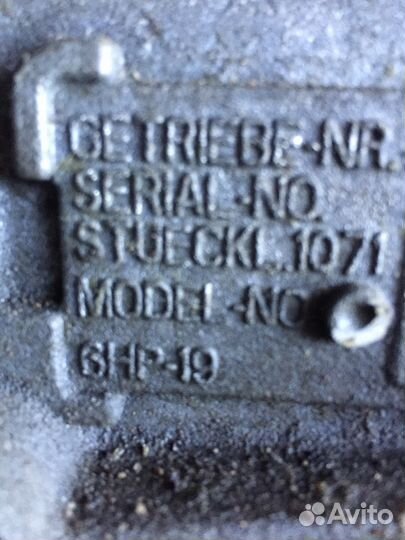 GETRIEBE-NR.
SERIAL-NO.
STUECKL.1071
MODEL-NO
6HP-19
Avito